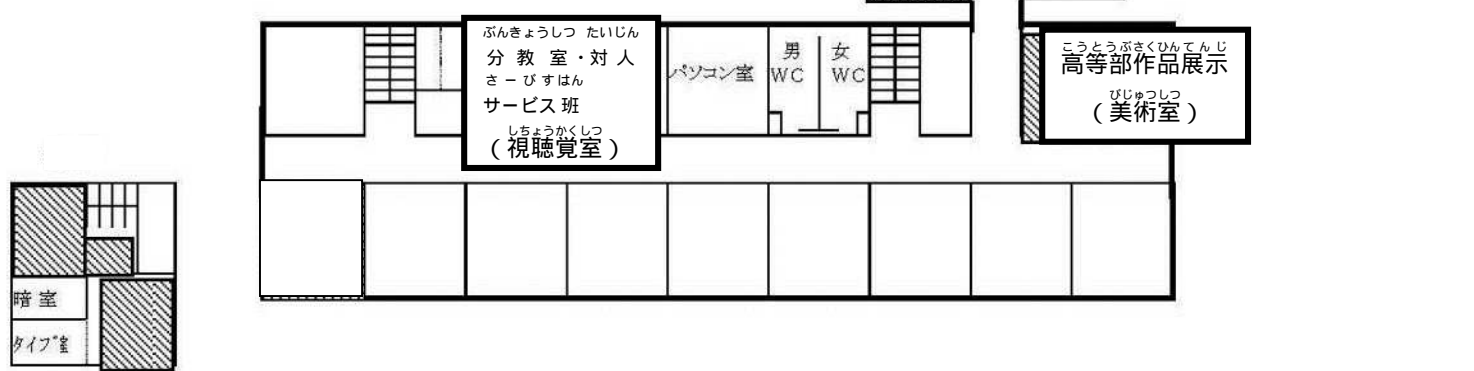 ぶんきょうしつ たいじん
分教室・対人
さーびすはん
サービス班
しちょうかくしつ
(視聴覚室)
パソコン室
男
WC
女
WC
こうとうぶさくひんてんじ
高等部作品展示
びじゅつしつ
(美術室)
暗室
タイプ室